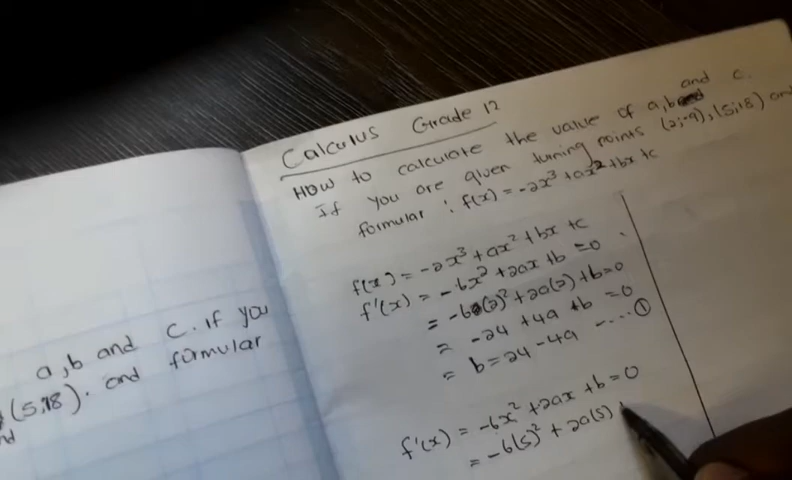 a,b and c. if you
(5;18). and formular
Calculus Grade 12
How to calculate the value of a,b and c.
if you are given turning points (2;-9), (5;18) and
formular : f(x) = -2x³ + ax² + bx + c
f(x) = -2x³ + ax² + bx + c
f'(x) = -6x² + 2ax + b = 0
= -6(2)² + 2a(2) + b = 0
= -24 + 4a + b = 0
= b = 24 - 4a ----- ①
f'(x) = -6x² + 2ax + b = 0
= -6(5)² + 2a(5) +